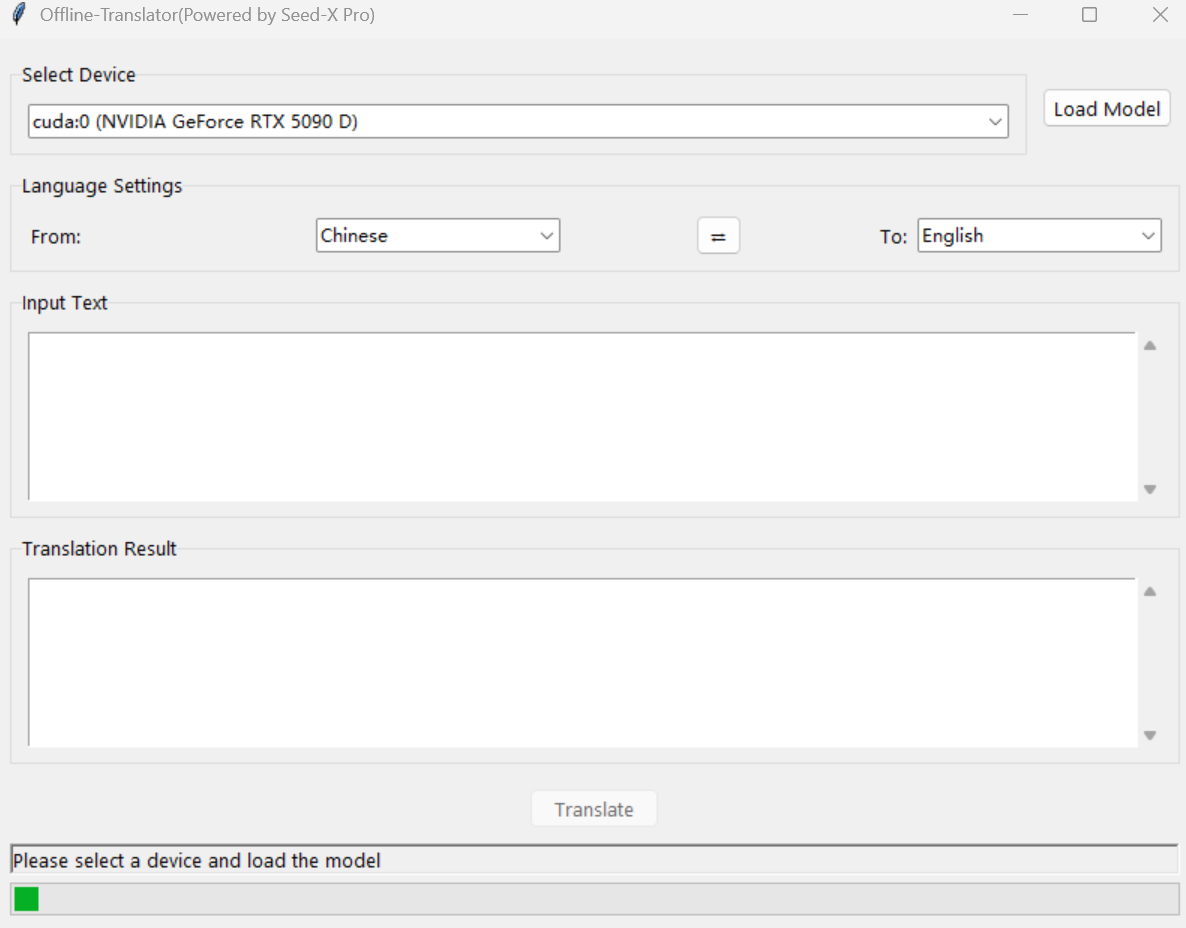 Offline-Translator(Powered by Seed-X Pro)
Select Device
cuda:0 (NVIDIA GeForce RTX 5090 D)
Load Model
Language Settings
From:
Chinese
⇌
To:
English
Input Text
Translation Result
Translate
Please select a device and load the model